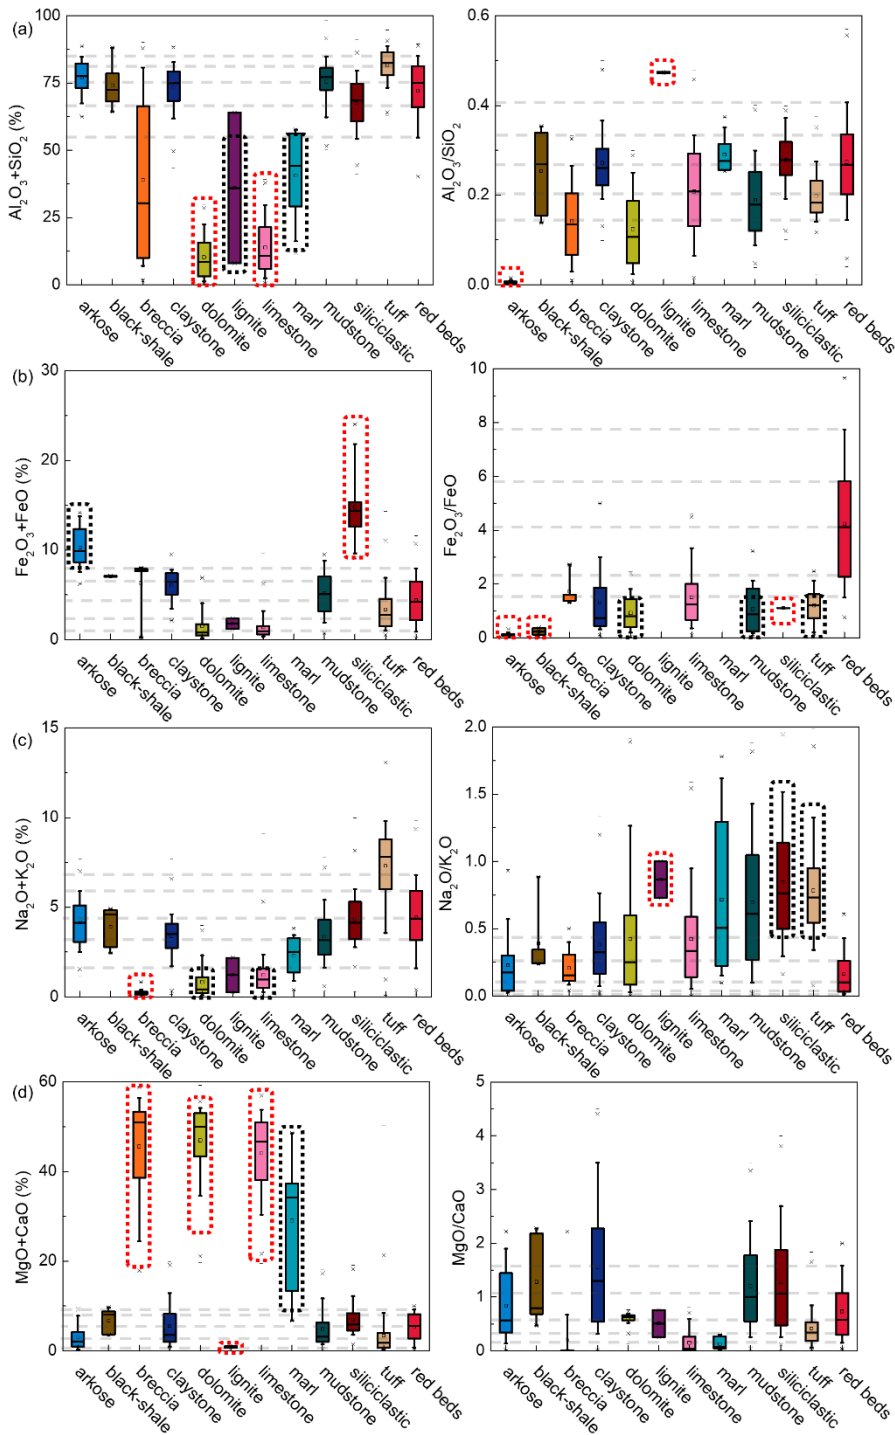 (a)
100
75
50
25
0
Al₂O₃+SiO₂ (%)
arkose
black-shale
breccia
claystone
dolomite
lignite
limestone
marl
mudstone
siliciclastic
tuff
red beds
0.6
0.4
0.2
0.0
Al₂O₃/SiO₂
arkose
black-shale
breccia
claystone
dolomite
lignite
limestone
marl
mudstone
siliciclastic
tuff
red beds
(b)
30
20
10
0
Fe₂O₃+FeO (%)
arkose
black-shale
breccia
claystone
dolomite
lignite
limestone
marl
mudstone
siliciclastic
tuff
red beds
10
8
6
4
2
0
Fe₂O₃/FeO
arkose
black-shale
breccia
claystone
dolomite
lignite
limestone
marl
mudstone
siliciclastic
tuff
red beds
(c)
15
10
5
0
Na₂O+K₂O (%)
arkose
black-shale
breccia
claystone
dolomite
lignite
limestone
marl
mudstone
siliciclastic
tuff
red beds
2.0
1.5
1.0
0.5
0.0
Na₂O/K₂O
arkose
black-shale
breccia
claystone
dolomite
lignite
limestone
marl
mudstone
siliciclastic
tuff
red beds
(d)
60
40
20
0
MgO+CaO (%)
arkose
black-shale
breccia
claystone
dolomite
lignite
limestone
marl
mudstone
siliciclastic
tuff
red beds
5
4
3
2
1
0
MgO/CaO
arkose
black-shale
breccia
claystone
dolomite
lignite
limestone
marl
mudstone
siliciclastic
tuff
red beds